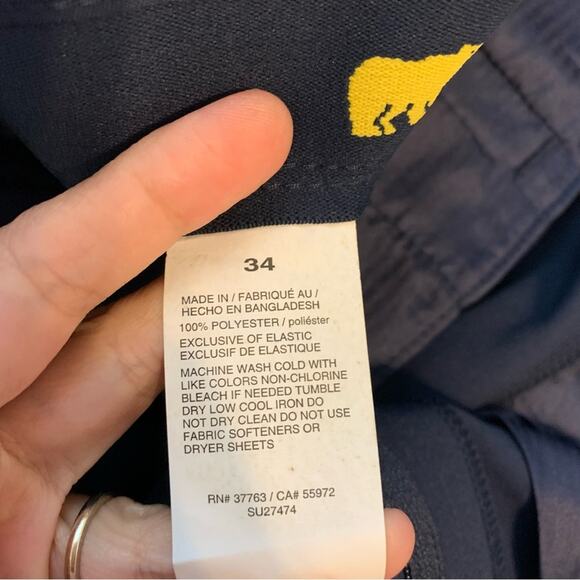 34
MADE IN / FABRIQUÉ AU /
HECHO EN BANGLADESH
100% POLYESTER / poliéster
EXCLUSIVE OF ELASTIC
EXCLUSIF DE ELASTIQUE
MACHINE WASH COLD WITH
LIKE COLORS NON-CHLORINE
BLEACH IF NEEDED TUMBLE
DRY LOW COOL IRON DO
NOT DRY CLEAN DO NOT USE
FABRIC SOFTENERS OR
DRYER SHEETS
RN# 37763 / CA# 55972
SU27474